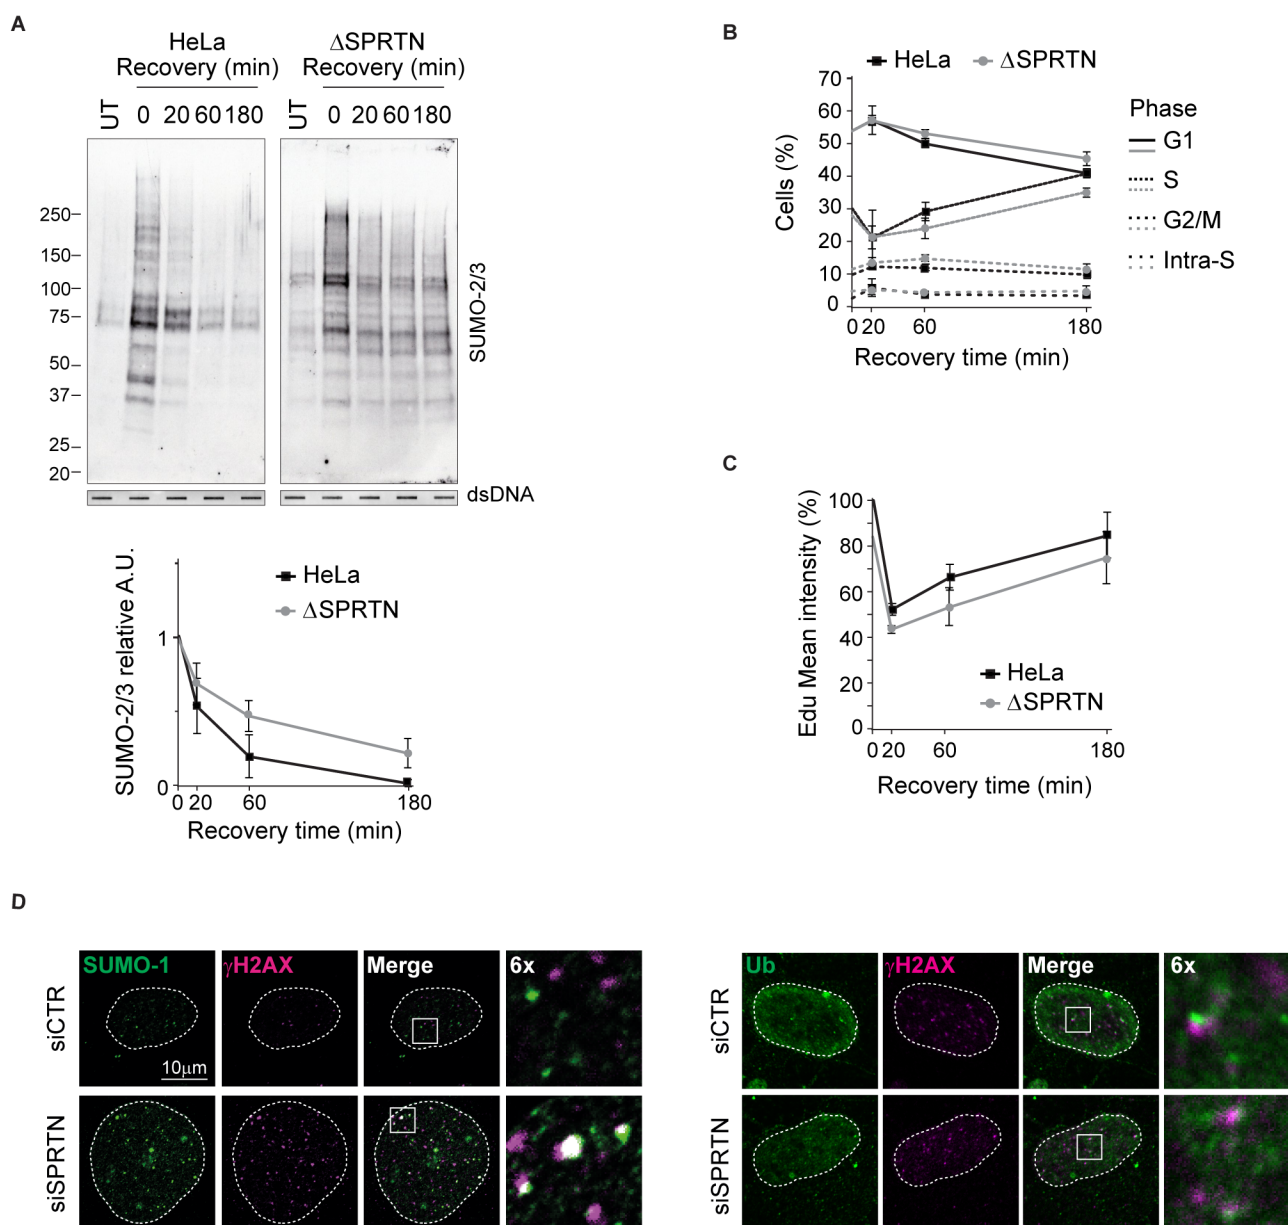 A
HeLa
Recovery (min)
ΔSPRTN
Recovery (min)
UT 0 20 60 180
UT 0 20 60 180
250
150
100
75
50
37
25
20
SUMO-2/3
dsDNA
SUMO-2/3 relative A.U.
1
0
HeLa
ΔSPRTN
0 20 60 180
Recovery time (min)
B
HeLa ΔSPRTN
Cells (%)
70
60
50
40
30
20
10
0
0 20 60 180
Recovery time (min)
Phase
G1
S
G2/M
Intra-S
C
Edu Mean intensity (%)
100
80
60
40
20
0
HeLa
ΔSPRTN
0 20 60 180
Recovery time (min)
D
siCTR
siSPRTN
SUMO-1 γH2AX Merge 6x
10μm
siCTR
siSPRTN
Ub γH2AX Merge 6x